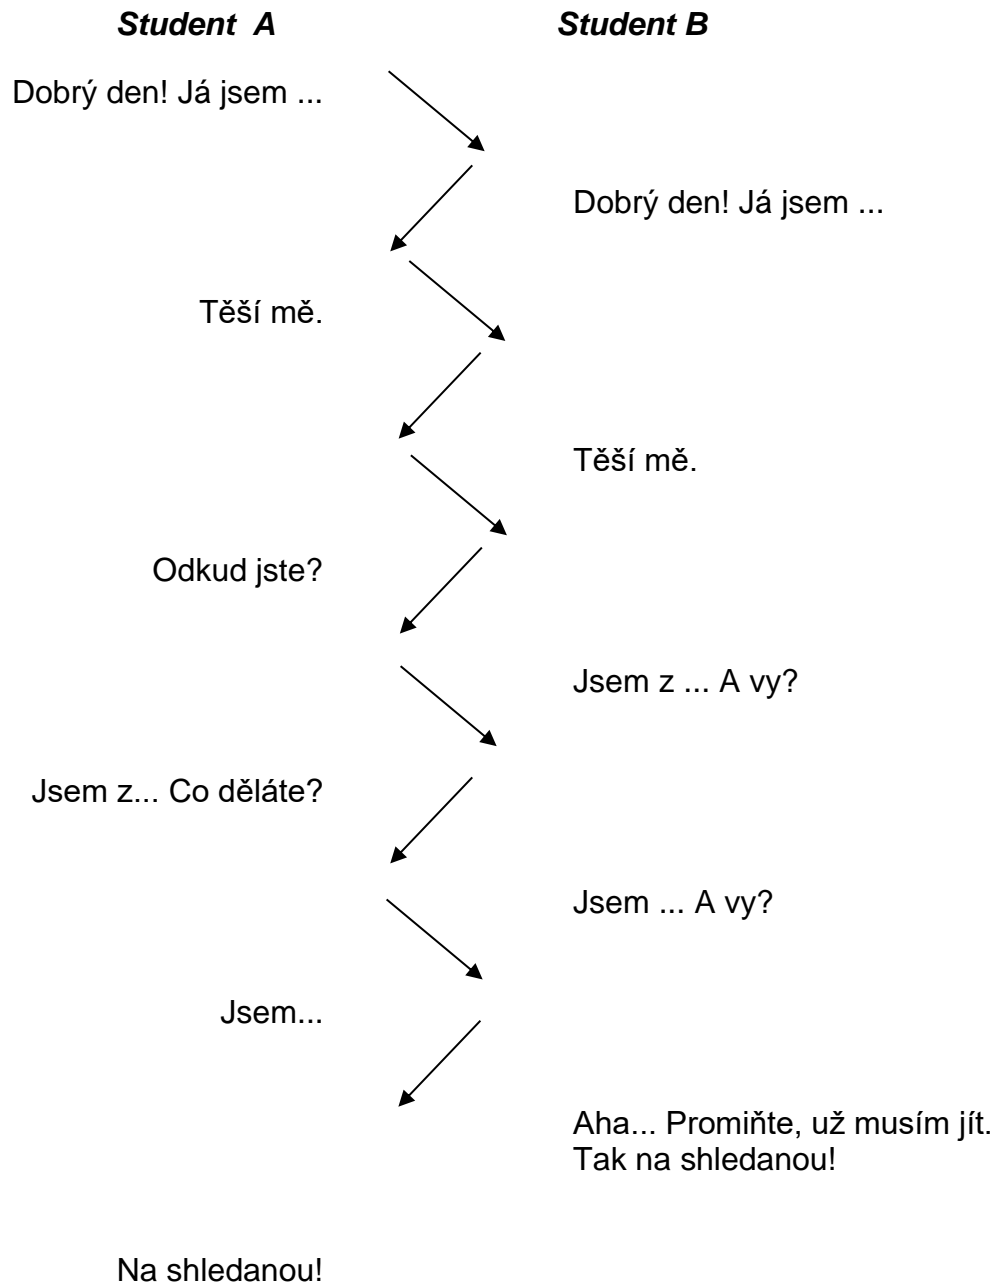 Student A Student B
Dobrý den! Já jsem ...
Dobrý den! Já jsem ...
Těší mě.
Těší mě.
Odkud jste?
Jsem z ... A vy?
Jsem z... Co děláte?
Jsem ... A vy?
Jsem...
Aha... Promiňte, už musím jít.
Tak na shledanou!
Na shledanou!